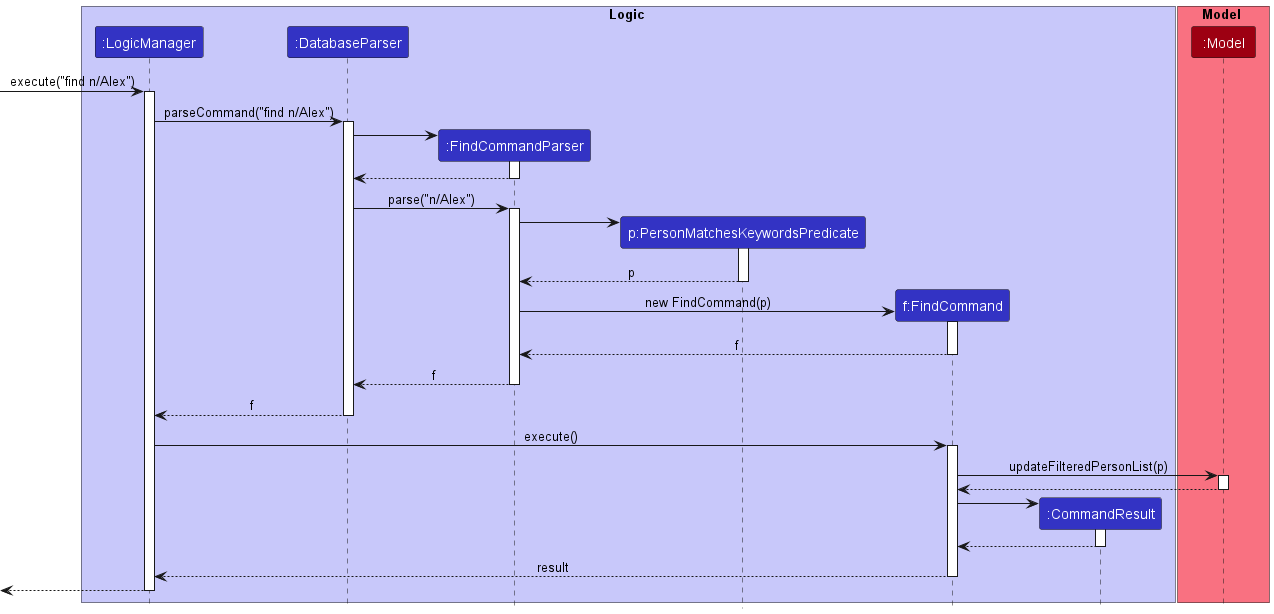 Logic
Model
:LogicManager
:DatabaseParser
:Model
execute("find n/Alex")
parseCommand("find n/Alex")
:FindCommandParser
parse("n/Alex")
p:PersonMatchesKeywordsPredicate
p
new FindCommand(p)
f:FindCommand
f
f
f
execute()
updateFilteredPersonList(p)
:CommandResult
result